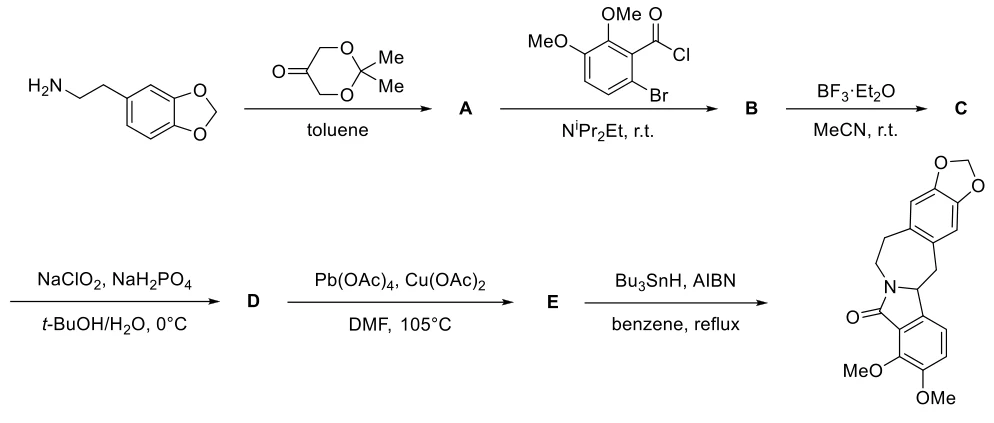 H₂N
O
O
O
O
O
Me
Me
toluene
A
OMe
O
MeO
Cl
Br
NⁱPr₂Et, r.t.
B
BF₃·Et₂O
MeCN, r.t.
C
NaClO₂, NaH₂PO₄
t-BuOH/H₂O, 0°C
D
Pb(OAc)₄, Cu(OAc)₂
DMF, 105°C
E
Bu₃SnH, AIBN
benzene, reflux
O
O
N
O
MeO
OMe